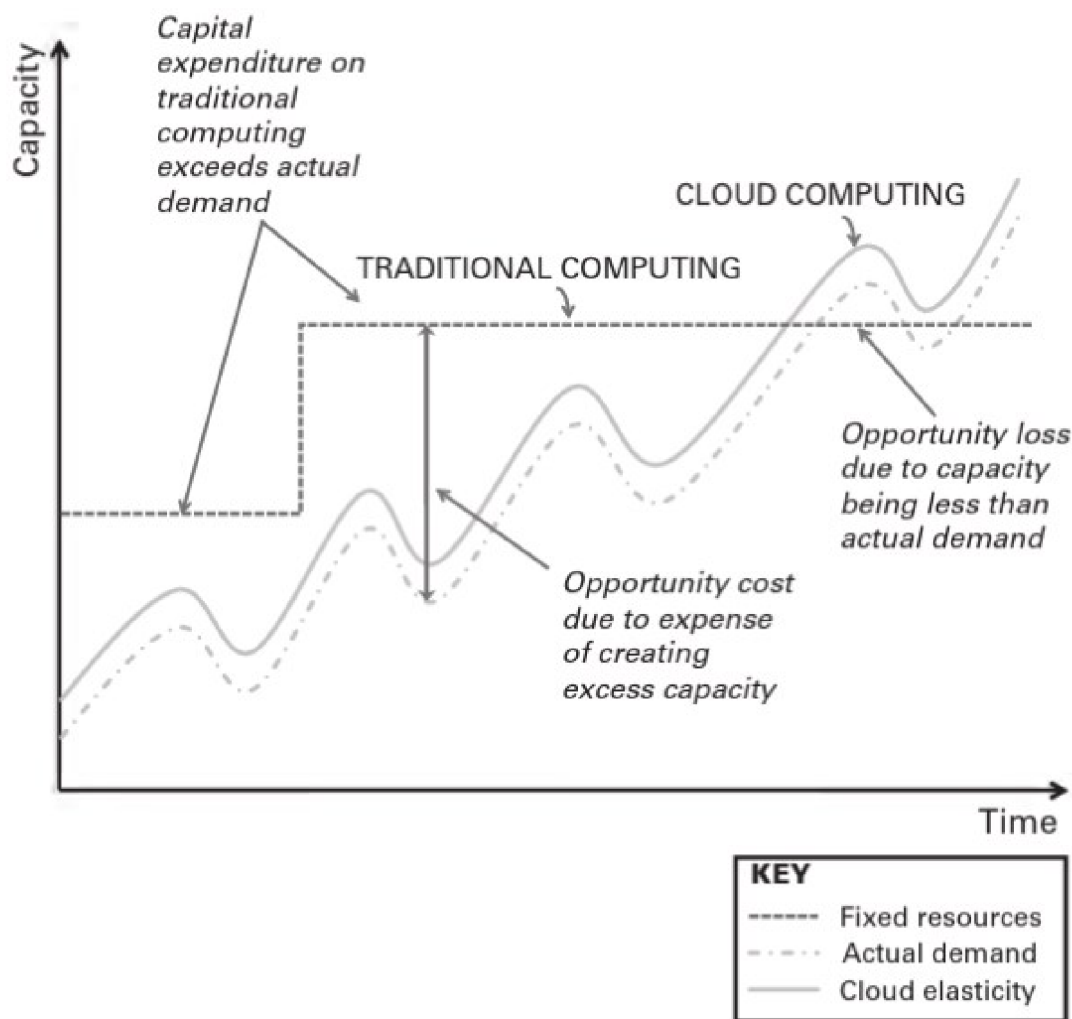 Capital
expenditure on
traditional
computing
exceeds actual
demand
Capacity
CLOUD COMPUTING
TRADITIONAL COMPUTING
Opportunity loss
due to capacity
being less than
actual demand
Opportunity cost
due to expense
of creating
excess capacity
Time
KEY
Fixed resources
Actual demand
Cloud elasticity